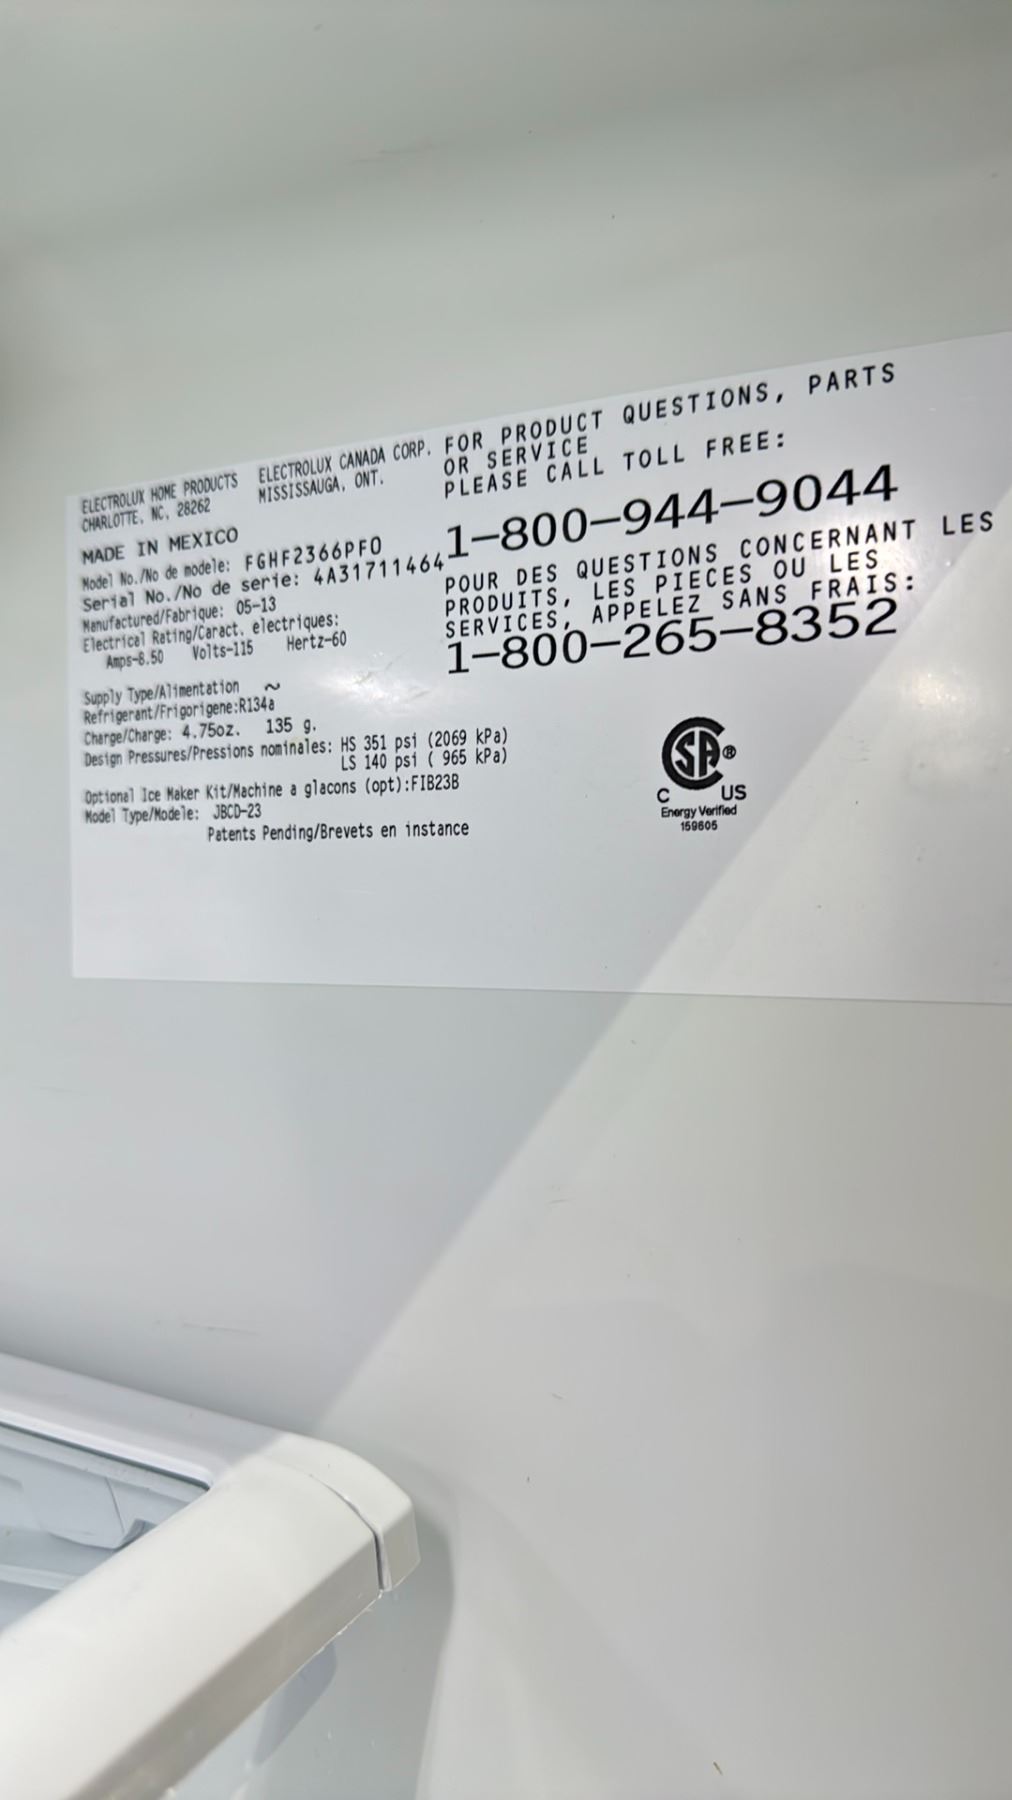 ELECTROLUX HOME PRODUCTS
CHARLOTTE, NC, 28262
ELECTROLUX CANADA CORP.
MISSISSAUGA, ONT.
MADE IN MEXICO
Model No./No de modele: FGHF2366PF0
Serial No./No de serie: 4A31711464
Manufactured/Fabrique: 05-13
Electrical Rating/Caract. electriques:
Amps-8.50 Volts-115 Hertz-60
Supply Type/Alimentation ~
Refrigerant/Frigorigene:R134a
Charge/Charge: 4.75oz. 135 g.
Design Pressures/Pressions nominales: HS 351 psi (2069 kPa)
LS 140 psi ( 965 kPa)
Optional Ice Maker Kit/Machine a glacons (opt):FIB23B
Model Type/Modele: JBCD-23
Patents Pending/Brevets en instance
FOR PRODUCT QUESTIONS, PARTS
OR SERVICE
PLEASE CALL TOLL FREE:
1-800-944-9044
POUR DES QUESTIONS CONCERNANT LES
PRODUITS, LES PIECES OU LES
SERVICES, APPELEZ SANS FRAIS:
1-800-265-8352
SA®
C US
Energy Verified
159605